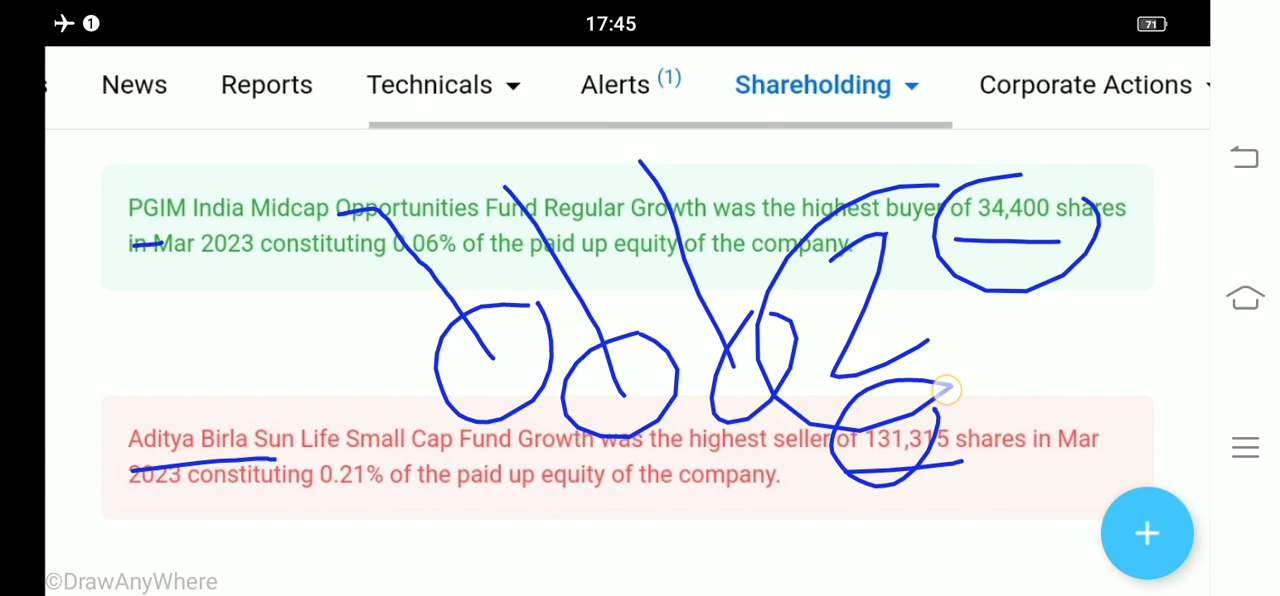 1 17:45 71
News Reports Technicals Alerts (1) Shareholding Corporate Actions
PGIM India Midcap Opportunities Fund Regular Growth was the highest buyer of 34,400 shares
in Mar 2023 constituting 0.06% of the paid up equity of the company.
Aditya Birla Sun Life Small Cap Fund Growth was the highest seller of 131,315 shares in Mar
2023 constituting 0.21% of the paid up equity of the company.
©DrawAnyWhere